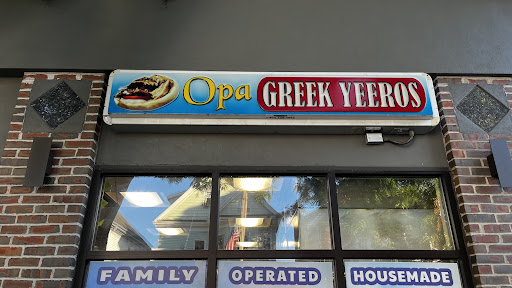 Opa GREEK YEEROS
FAMILY OPERATED HOUSEMADE